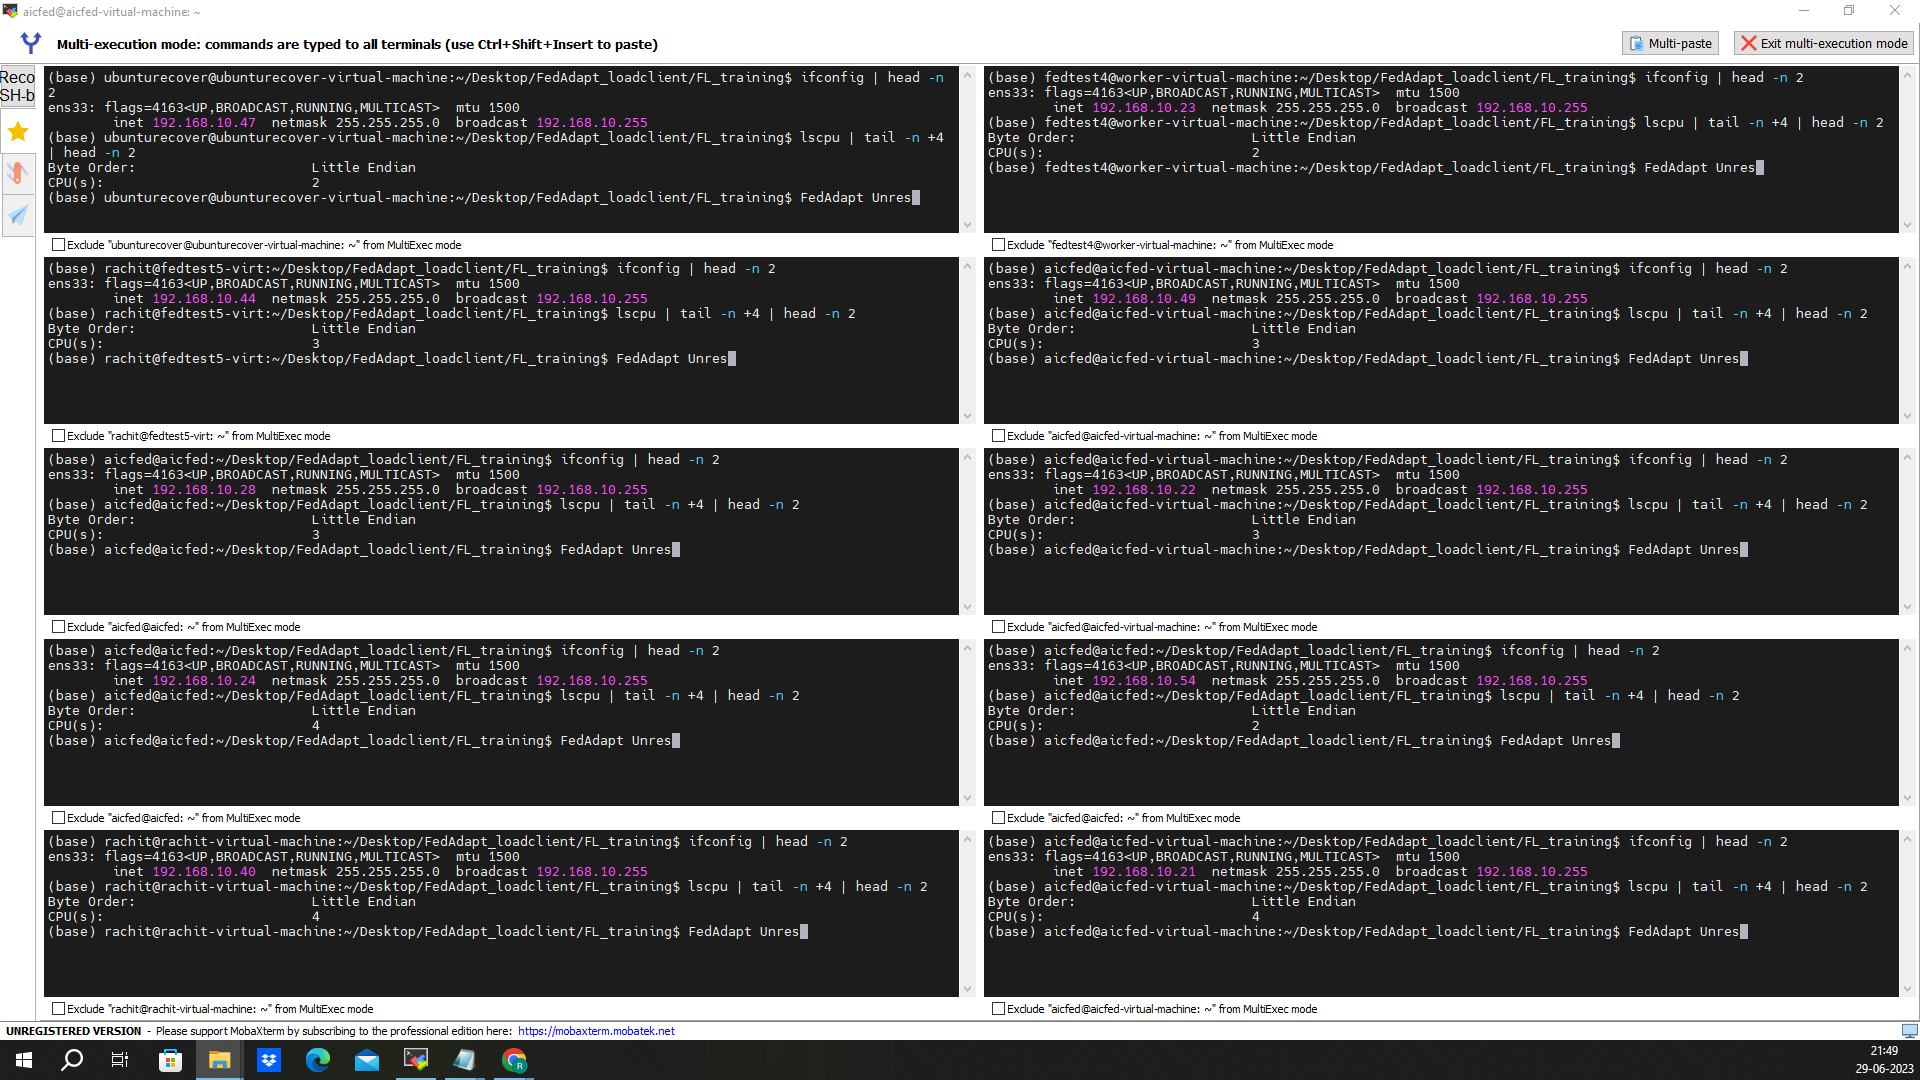 aicfed@aicfed-virtual-machine: ~
Multi-execution mode: commands are typed to all terminals (use Ctrl+Shift+Insert to paste)
Multi-paste
Exit multi-execution mode
Reco
SH-b
(base) ubunturecover@ubunturecover-virtual-machine:~/Desktop/FedAdapt_loadclient/FL_training$ ifconfig | head -n
2
ens33: flags=4163<UP,BROADCAST,RUNNING,MULTICAST>  mtu 1500
inet 192.168.10.47  netmask 255.255.255.0  broadcast 192.168.10.255
(base) ubunturecover@ubunturecover-virtual-machine:~/Desktop/FedAdapt_loadclient/FL_training$ lscpu | tail -n +4
| head -n 2
Byte Order:                      Little Endian
CPU(s):                          2
(base) ubunturecover@ubunturecover-virtual-machine:~/Desktop/FedAdapt_loadclient/FL_training$ FedAdapt Unres
Exclude "ubunturecover@ubunturecover-virtual-machine: ~" from MultiExec mode
(base) fedtest4@worker-virtual-machine:~/Desktop/FedAdapt_loadclient/FL_training$ ifconfig | head -n 2
ens33: flags=4163<UP,BROADCAST,RUNNING,MULTICAST>  mtu 1500
inet 192.168.10.23  netmask 255.255.255.0  broadcast 192.168.10.255
(base) fedtest4@worker-virtual-machine:~/Desktop/FedAdapt_loadclient/FL_training$ lscpu | tail -n +4 | head -n 2
Byte Order:                      Little Endian
CPU(s):                          2
(base) fedtest4@worker-virtual-machine:~/Desktop/FedAdapt_loadclient/FL_training$ FedAdapt Unres
Exclude "fedtest4@worker-virtual-machine: ~" from MultiExec mode
(base) rachit@fedtest5-virt:~/Desktop/FedAdapt_loadclient/FL_training$ ifconfig | head -n 2
ens33: flags=4163<UP,BROADCAST,RUNNING,MULTICAST>  mtu 1500
inet 192.168.10.44  netmask 255.255.255.0  broadcast 192.168.10.255
(base) rachit@fedtest5-virt:~/Desktop/FedAdapt_loadclient/FL_training$ lscpu | tail -n +4 | head -n 2
Byte Order:                      Little Endian
CPU(s):                          3
(base) rachit@fedtest5-virt:~/Desktop/FedAdapt_loadclient/FL_training$ FedAdapt Unres
Exclude "rachit@fedtest5-virt: ~" from MultiExec mode
(base) aicfed@aicfed-virtual-machine:~/Desktop/FedAdapt_loadclient/FL_training$ ifconfig | head -n 2
ens33: flags=4163<UP,BROADCAST,RUNNING,MULTICAST>  mtu 1500
inet 192.168.10.49  netmask 255.255.255.0  broadcast 192.168.10.255
(base) aicfed@aicfed-virtual-machine:~/Desktop/FedAdapt_loadclient/FL_training$ lscpu | tail -n +4 | head -n 2
Byte Order:                      Little Endian
CPU(s):                          3
(base) aicfed@aicfed-virtual-machine:~/Desktop/FedAdapt_loadclient/FL_training$ FedAdapt Unres
Exclude "aicfed@aicfed-virtual-machine: ~" from MultiExec mode
(base) aicfed@aicfed:~/Desktop/FedAdapt_loadclient/FL_training$ ifconfig | head -n 2
ens33: flags=4163<UP,BROADCAST,RUNNING,MULTICAST>  mtu 1500
inet 192.168.10.28  netmask 255.255.255.0  broadcast 192.168.10.255
(base) aicfed@aicfed:~/Desktop/FedAdapt_loadclient/FL_training$ lscpu | tail -n +4 | head -n 2
Byte Order:                      Little Endian
CPU(s):                          3
(base) aicfed@aicfed:~/Desktop/FedAdapt_loadclient/FL_training$ FedAdapt Unres
Exclude "aicfed@aicfed: ~" from MultiExec mode
(base) aicfed@aicfed-virtual-machine:~/Desktop/FedAdapt_loadclient/FL_training$ ifconfig | head -n 2
ens33: flags=4163<UP,BROADCAST,RUNNING,MULTICAST>  mtu 1500
inet 192.168.10.22  netmask 255.255.255.0  broadcast 192.168.10.255
(base) aicfed@aicfed-virtual-machine:~/Desktop/FedAdapt_loadclient/FL_training$ lscpu | tail -n +4 | head -n 2
Byte Order:                      Little Endian
CPU(s):                          3
(base) aicfed@aicfed-virtual-machine:~/Desktop/FedAdapt_loadclient/FL_training$ FedAdapt Unres
Exclude "aicfed@aicfed-virtual-machine: ~" from MultiExec mode
(base) aicfed@aicfed:~/Desktop/FedAdapt_loadclient/FL_training$ ifconfig | head -n 2
ens33: flags=4163<UP,BROADCAST,RUNNING,MULTICAST>  mtu 1500
inet 192.168.10.24  netmask 255.255.255.0  broadcast 192.168.10.255
(base) aicfed@aicfed:~/Desktop/FedAdapt_loadclient/FL_training$ lscpu | tail -n +4 | head -n 2
Byte Order:                      Little Endian
CPU(s):                          4
(base) aicfed@aicfed:~/Desktop/FedAdapt_loadclient/FL_training$ FedAdapt Unres
Exclude "aicfed@aicfed: ~" from MultiExec mode
(base) aicfed@aicfed:~/Desktop/FedAdapt_loadclient/FL_training$ ifconfig | head -n 2
ens33: flags=4163<UP,BROADCAST,RUNNING,MULTICAST>  mtu 1500
inet 192.168.10.54  netmask 255.255.255.0  broadcast 192.168.10.255
(base) aicfed@aicfed:~/Desktop/FedAdapt_loadclient/FL_training$ lscpu | tail -n +4 | head -n 2
Byte Order:                      Little Endian
CPU(s):                          2
(base) aicfed@aicfed:~/Desktop/FedAdapt_loadclient/FL_training$ FedAdapt Unres
Exclude "aicfed@aicfed: ~" from MultiExec mode
(base) rachit@rachit-virtual-machine:~/Desktop/FedAdapt_loadclient/FL_training$ ifconfig | head -n 2
ens33: flags=4163<UP,BROADCAST,RUNNING,MULTICAST>  mtu 1500
inet 192.168.10.40  netmask 255.255.255.0  broadcast 192.168.10.255
(base) rachit@rachit-virtual-machine:~/Desktop/FedAdapt_loadclient/FL_training$ lscpu | tail -n +4 | head -n 2
Byte Order:                      Little Endian
CPU(s):                          4
(base) rachit@rachit-virtual-machine:~/Desktop/FedAdapt_loadclient/FL_training$ FedAdapt Unres
Exclude "rachit@rachit-virtual-machine: ~" from MultiExec mode
(base) aicfed@aicfed-virtual-machine:~/Desktop/FedAdapt_loadclient/FL_training$ ifconfig | head -n 2
ens33: flags=4163<UP,BROADCAST,RUNNING,MULTICAST>  mtu 1500
inet 192.168.10.21  netmask 255.255.255.0  broadcast 192.168.10.255
(base) aicfed@aicfed-virtual-machine:~/Desktop/FedAdapt_loadclient/FL_training$ lscpu | tail -n +4 | head -n 2
Byte Order:                      Little Endian
CPU(s):                          4
(base) aicfed@aicfed-virtual-machine:~/Desktop/FedAdapt_loadclient/FL_training$ FedAdapt Unres
Exclude "aicfed@aicfed-virtual-machine: ~" from MultiExec mode
UNREGISTERED VERSION - Please support MobaXterm by subscribing to the professional edition here: https://mobaxterm.mobatek.net
R
21:49
29-06-2023